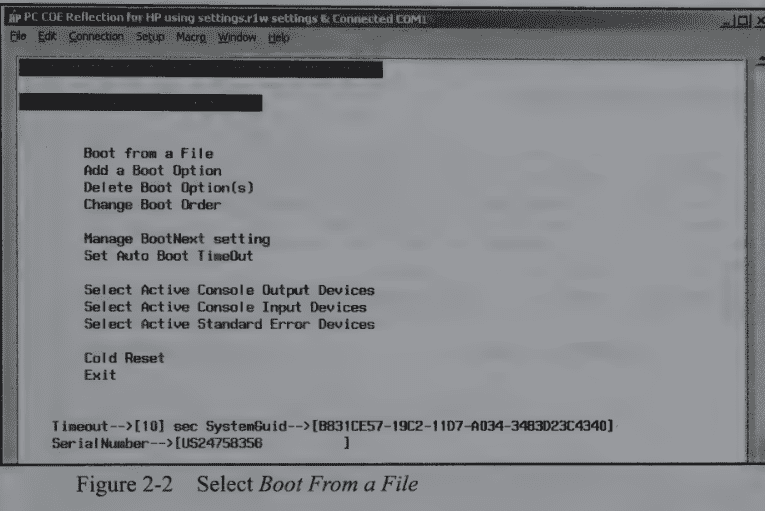 PC COE Reflection for HP using settings.r1w settings & Connected COM1
File Edit Connection Setup Macro Window Help
Boot from a File
Add a Boot Option
Delete Boot Option(s)
Change Boot Order
Manage BootNext setting
Set Auto Boot TimeOut
Select Active Console Output Devices
Select Active Console Input Devices
Select Active Standard Error Devices
Cold Reset
Exit
Timeout-->[10] sec SystemGuid-->[8831CE57-19C2-11D7-A034-3483D23C4340]
SerialNumber-->[US24758356 ]
Figure 2-2 Select Boot From a File